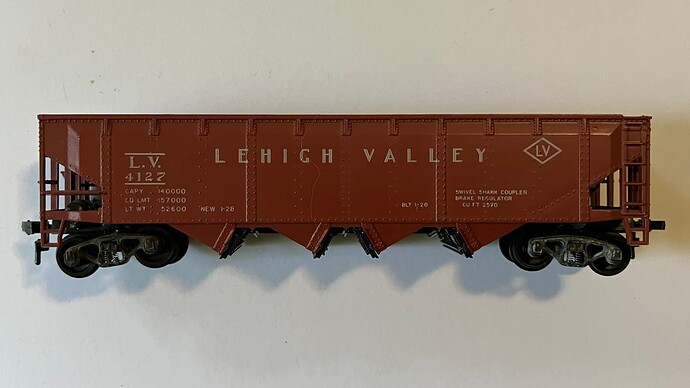 L.V.
4127
CAPY. 140000
LD LMT 157000
LT WT. 52600 NEW 1-28
LEHIGH VALLEY
LV
BLT 1-28
SWIVEL SHANK COUPLER
BRAKE REGULATOR
CU FT 2590